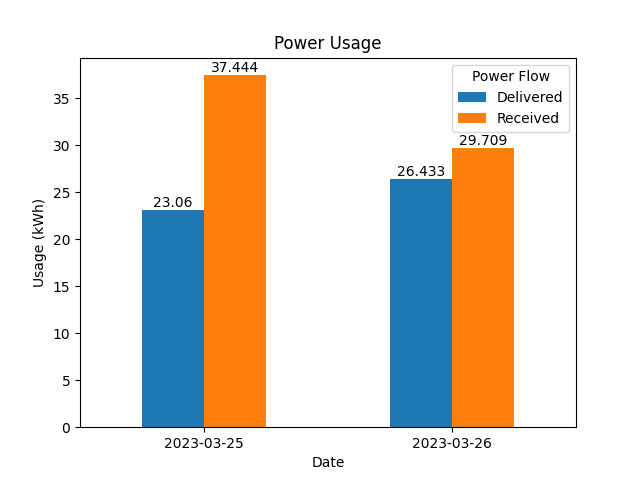 Power Usage
37.444
Power Flow
Delivered
Received
29.709
26.433
23.06
35
30
25
20
15
10
5
0
Usage (kWh)
2023-03-25
2023-03-26
Date